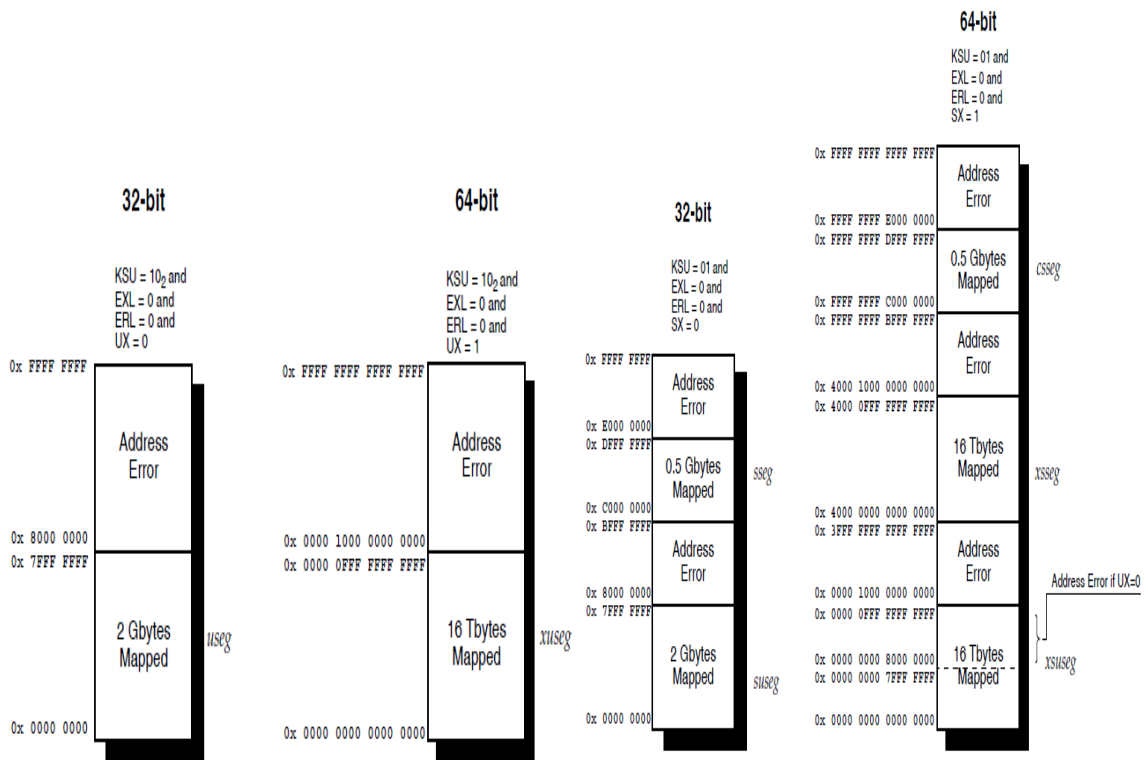 32-bit
KSU = 10₂ and
EXL = 0 and
ERL = 0 and
UX = 0
0x FFFF FFFF
Address
Error
0x 8000 0000
0x 7FFF FFFF
2 Gbytes
Mapped
useg
0x 0000 0000
64-bit
KSU = 10₂ and
EXL = 0 and
ERL = 0 and
UX = 1
0x FFFF FFFF FFFF FFFF
Address
Error
0x 0000 1000 0000 0000
0x 0000 0FFF FFFF FFFF
16 Tbytes
Mapped
xuseg
0x 0000 0000 0000 0000
32-bit
KSU = 01 and
EXL = 0 and
ERL = 0 and
SX = 0
0x FFFF FFFF
Address
Error
0x E000 0000
0x DFFF FFFF
0.5 Gbytes
Mapped
sseg
0x C000 0000
0x BFFF FFFF
Address
Error
0x 8000 0000
0x 7FFF FFFF
2 Gbytes
Mapped
suseg
0x 0000 0000
64-bit
KSU = 01 and
EXL = 0 and
ERL = 0 and
SX = 1
0x FFFF FFFF FFFF FFFF
Address
Error
0x FFFF FFFF E000 0000
0x FFFF FFFF DFFF FFFF
0.5 Gbytes
Mapped
csseg
0x FFFF FFFF C000 0000
0x FFFF FFFF BFFF FFFF
Address
Error
0x 4000 1000 0000 0000
0x 4000 0FFF FFFF FFFF
16 Tbytes
Mapped
xsseg
0x 4000 0000 0000 0000
0x 3FFF FFFF FFFF FFFF
Address
Error
0x 0000 1000 0000 0000
0x 0000 0FFF FFFF FFFF
Address Error if UX=0
0x 0000 0000 8000 0000
16 Tbytes
Mapped
xsuseg
0x 0000 0000 7FFF FFFF
0x 0000 0000 0000 0000